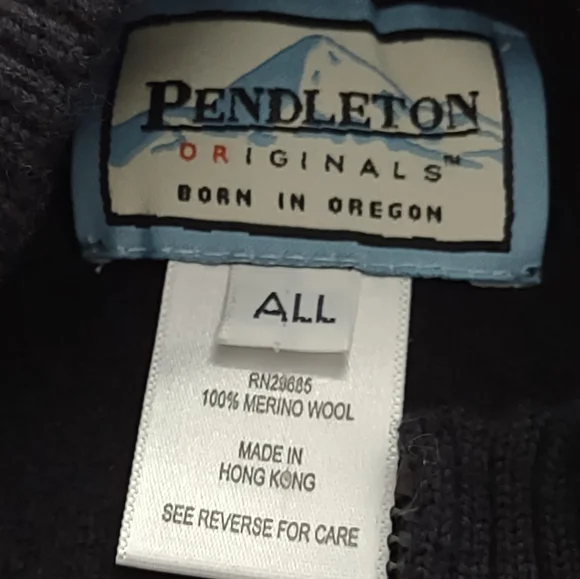 PENDLETON
ORIGINALS™
BORN IN OREGON
ALL
RN29685
100% MERINO WOOL
MADE IN
HONG KONG
SEE REVERSE FOR CARE